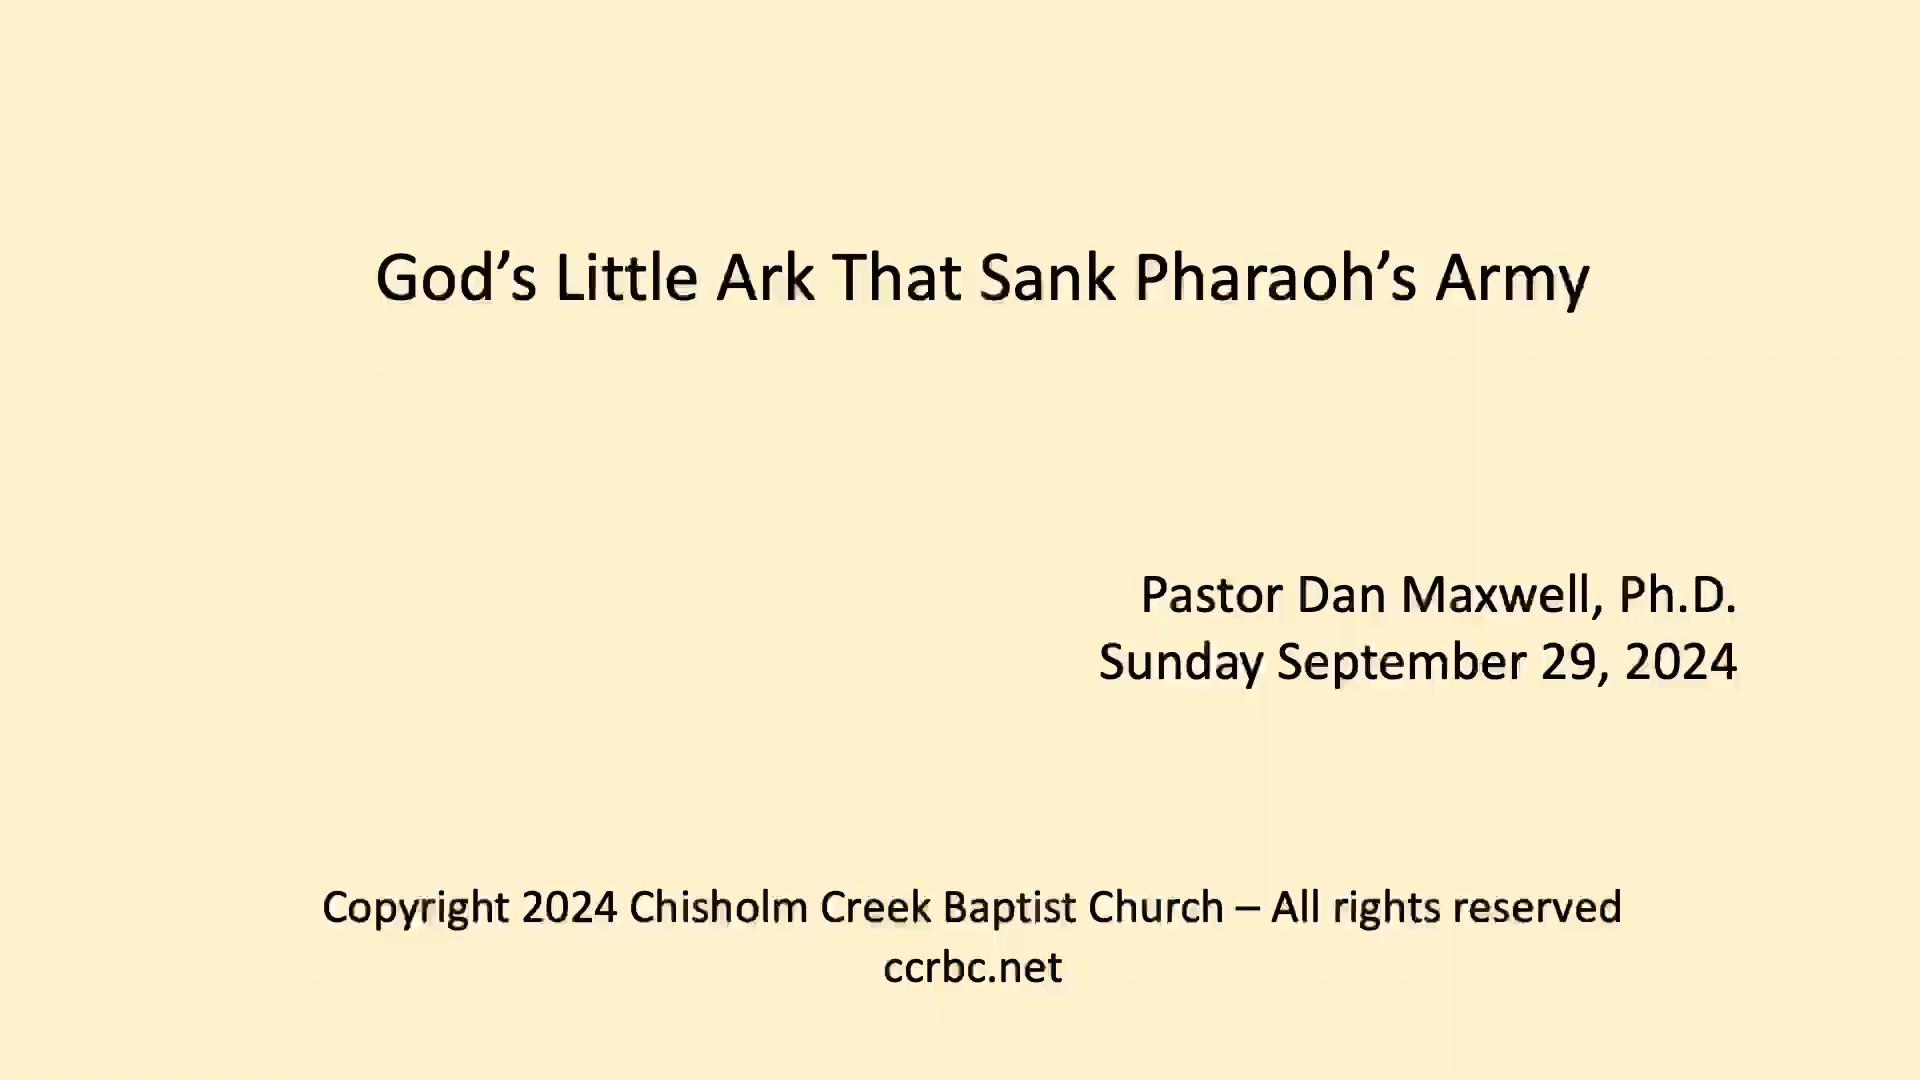 God’s Little Ark That Sank Pharaoh’s Army
Pastor Dan Maxwell, Ph.D.
Sunday September 29, 2024
Copyright 2024 Chisholm Creek Baptist Church – All rights reserved
ccrbc.net